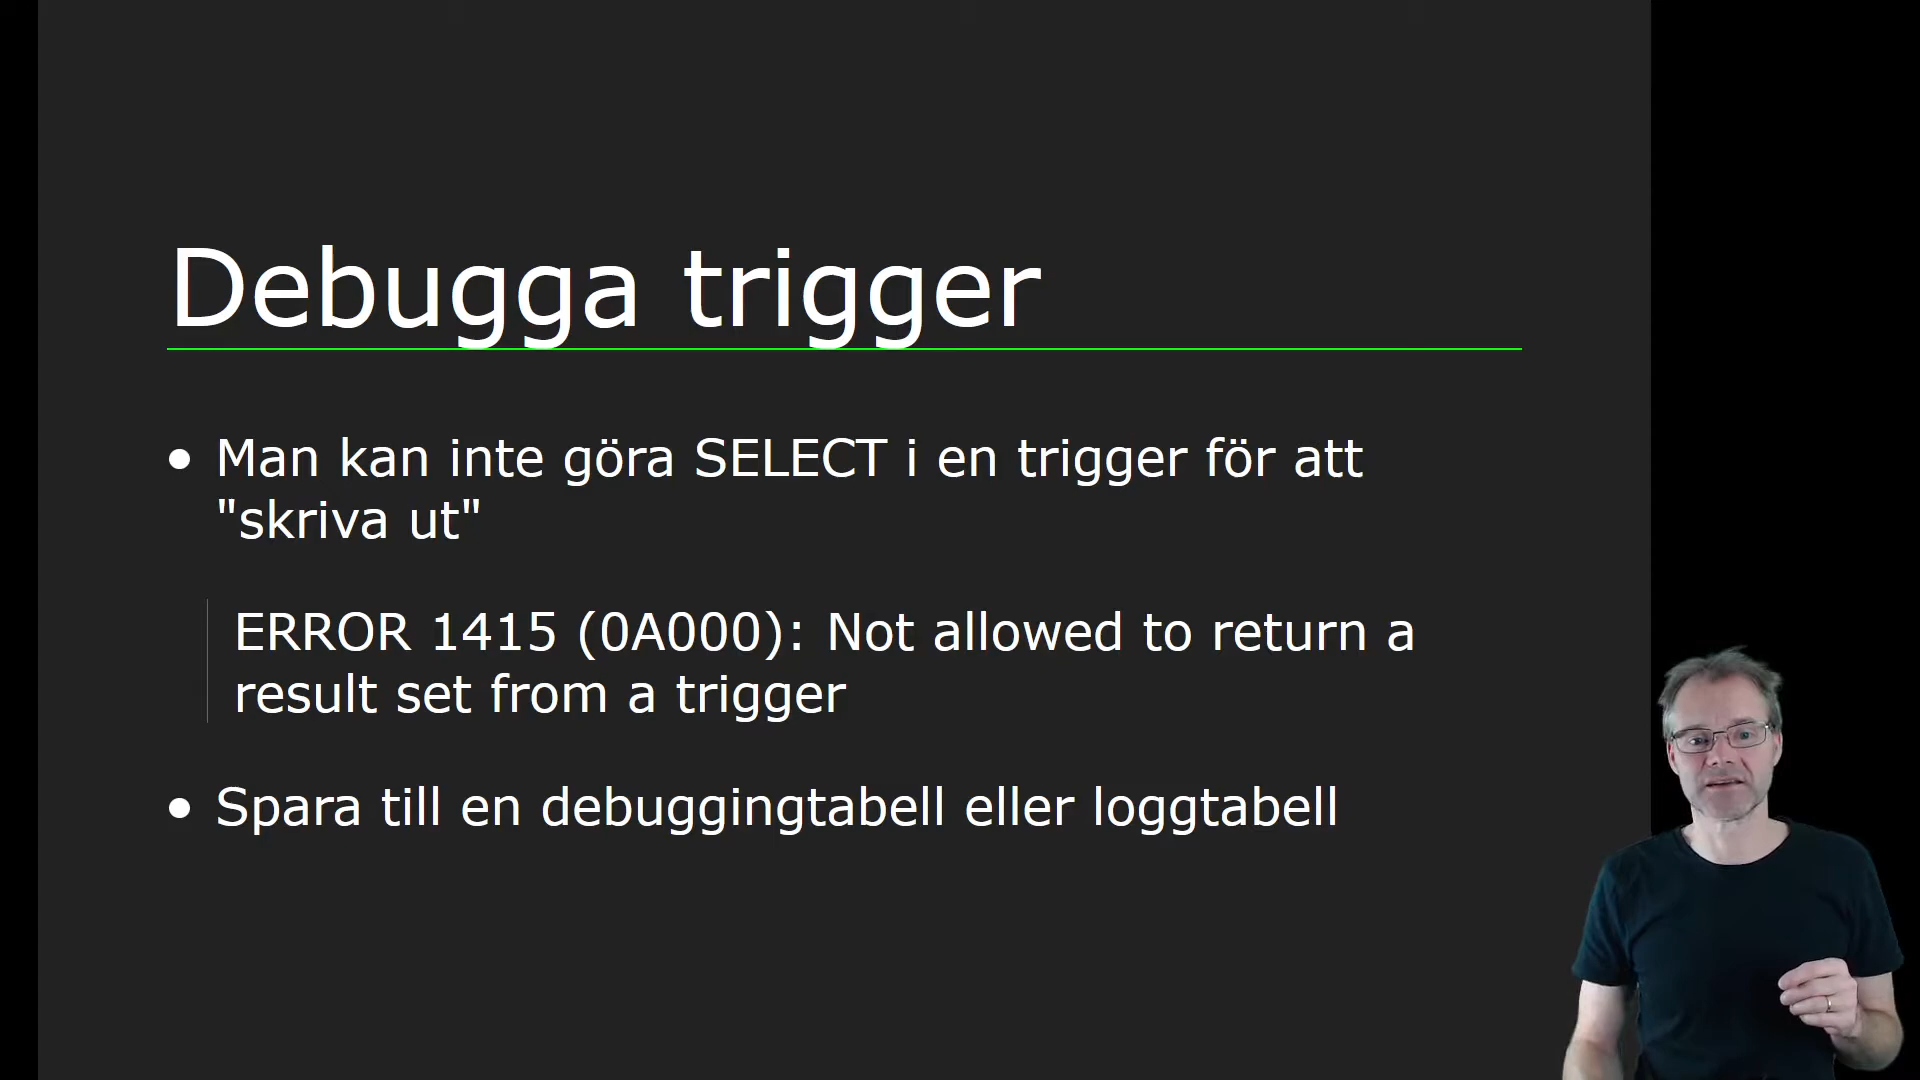 Debugga trigger
Man kan inte göra SELECT i en trigger för att
"skriva ut"
ERROR 1415 (0A000): Not allowed to return a
result set from a trigger
Spara till en debuggingtabell eller loggtabell